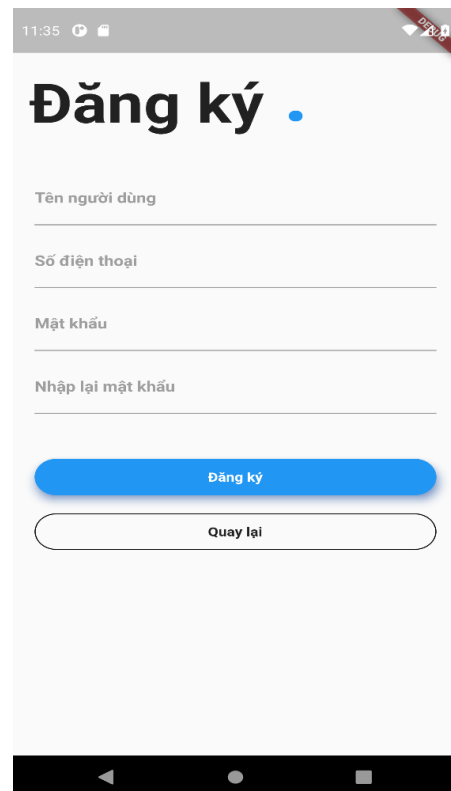 11:35
DEBUG
Đăng ký .
Tên người dùng
Số điện thoại
Mật khẩu
Nhập lại mật khẩu
Đăng ký
Quay lại